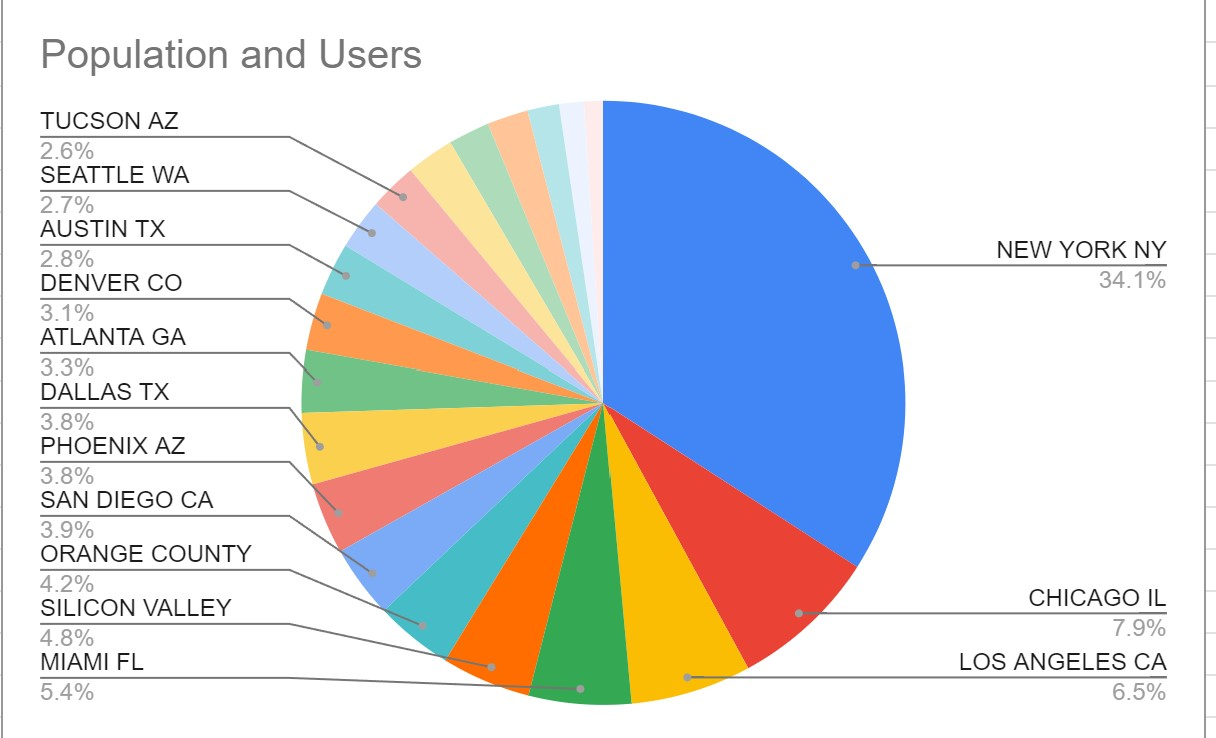 Population and Users
TUCSON AZ
2.6%
SEATTLE WA
2.7%
AUSTIN TX
2.8%
DENVER CO
3.1%
ATLANTA GA
3.3%
DALLAS TX
3.8%
PHOENIX AZ
3.8%
SAN DIEGO CA
3.9%
ORANGE COUNTY
4.2%
SILICON VALLEY
4.8%
MIAMI FL
5.4%
NEW YORK NY
34.1%
CHICAGO IL
7.9%
LOS ANGELES CA
6.5%